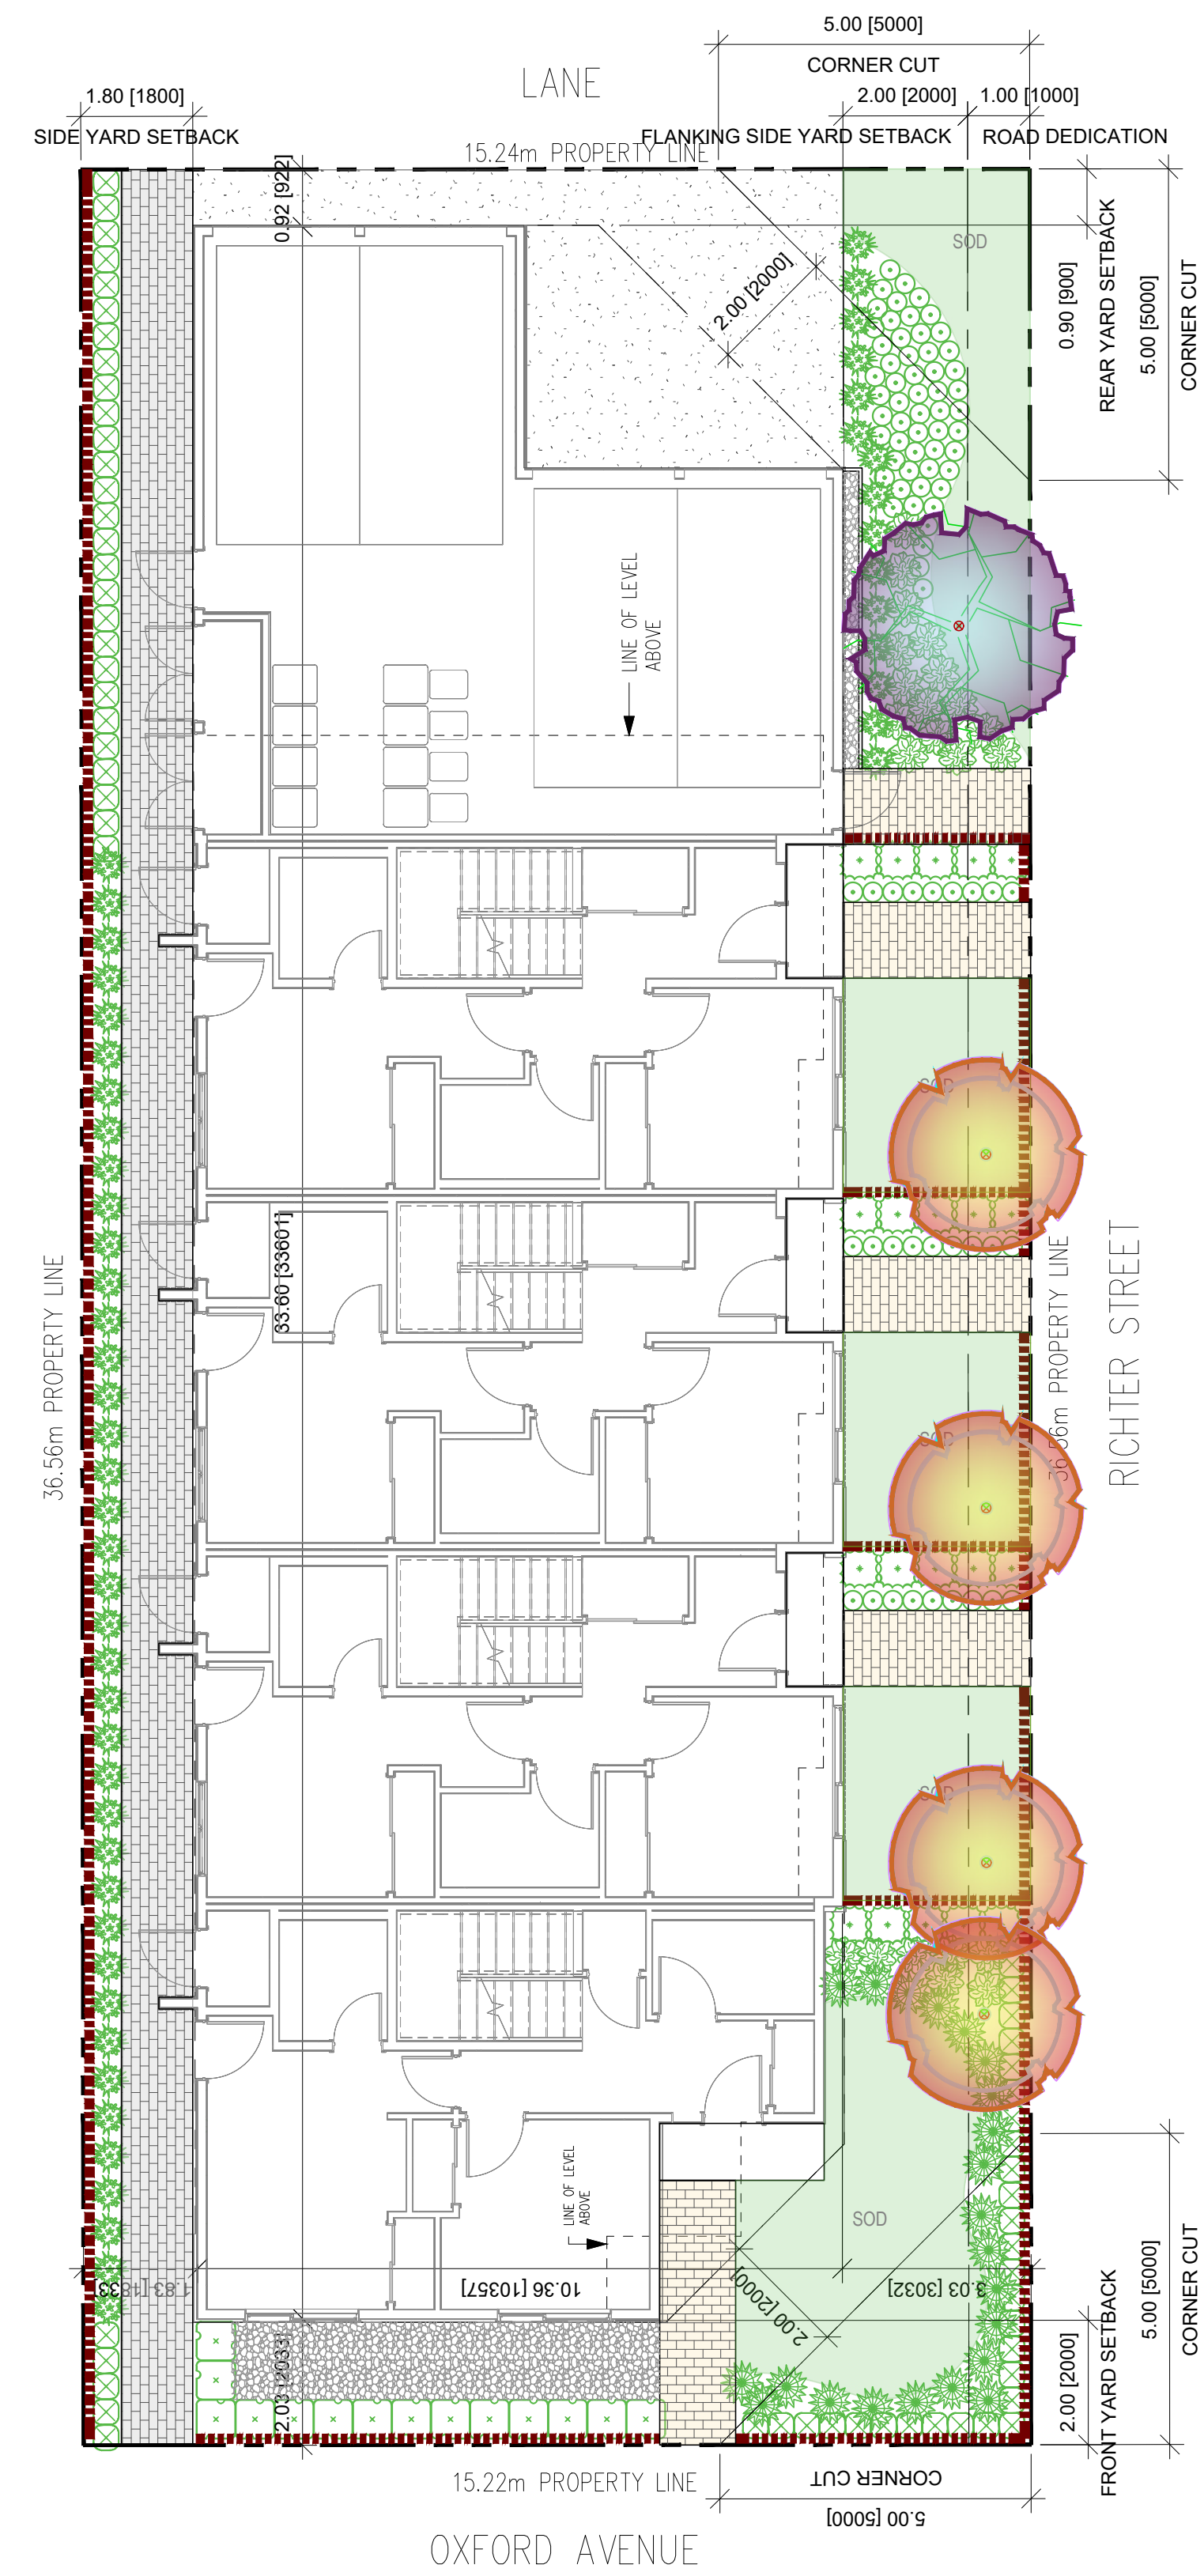 5.00 [5000]
CORNER CUT
LANE
1.80 [1800]
2.00 [2000]
1.00 [1000]
SIDE YARD SETBACK
FLANKING SIDE YARD SETBACK
ROAD DEDICATION
15.24m PROPERTY LINE
0.92 [922]
SOD
2.00 [2000]
0.90 [900]
REAR YARD SETBACK
5.00 [5000]
CORNER CUT
LINE OF LEVEL
ABOVE
SOD
33.60 [33601]
36.56m PROPERTY LINE
36.56m PROPERTY LINE
RICHTER STREET
SOD
SOD
LINE OF LEVEL
ABOVE
SOD
1.83 [1833]
10.36 [10357]
3.03 [3032]
2.00 [2000]
2.03 [2033]
2.00 [2000]
FRONT YARD SETBACK
5.00 [5000]
CORNER CUT
15.22m PROPERTY LINE
CORNER CUT
5.00 [5000]
OXFORD AVENUE